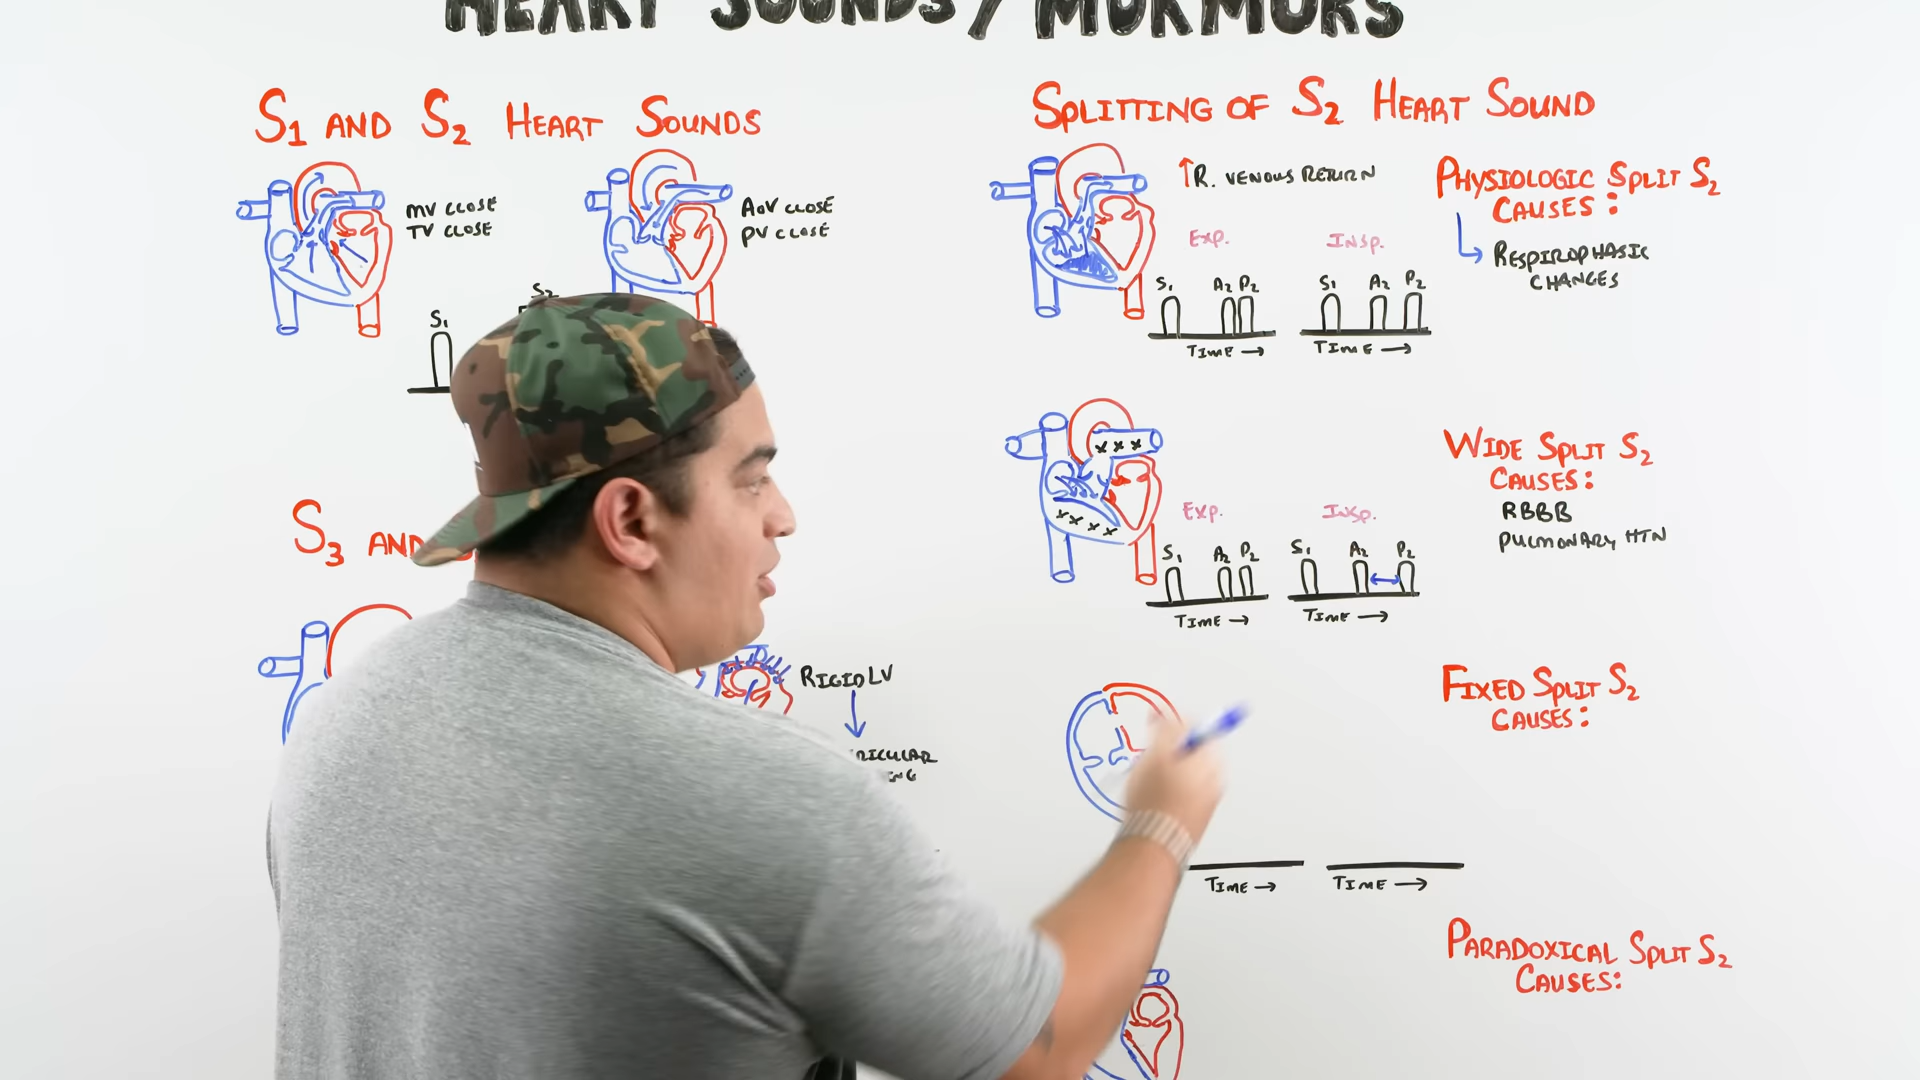 HEART SOUNDS / MURMURS
S1 AND S2 HEART SOUNDS
MV CLOSE
TV CLOSE
AOV CLOSE
PV CLOSE
S1
S2
S3 AND
RIGID LV
SPLITTING OF S2 HEART SOUND
↑R. VENOUS RETURN
EXP.
INSP.
S1 A2 P2
S1 A2 P2
TIME →
TIME →
PHYSIOLOGIC SPLIT S2
CAUSES:
RESPIROPHASIC
CHANGES
EXP.
INSP.
S1 A2 P2
S1 A2 P2
TIME →
TIME →
WIDE SPLIT S2
CAUSES:
RBBB
PULMONARY HTN
TIME →
TIME →
FIXED SPLIT S2
CAUSES:
PARADOXICAL SPLIT S2
CAUSES: